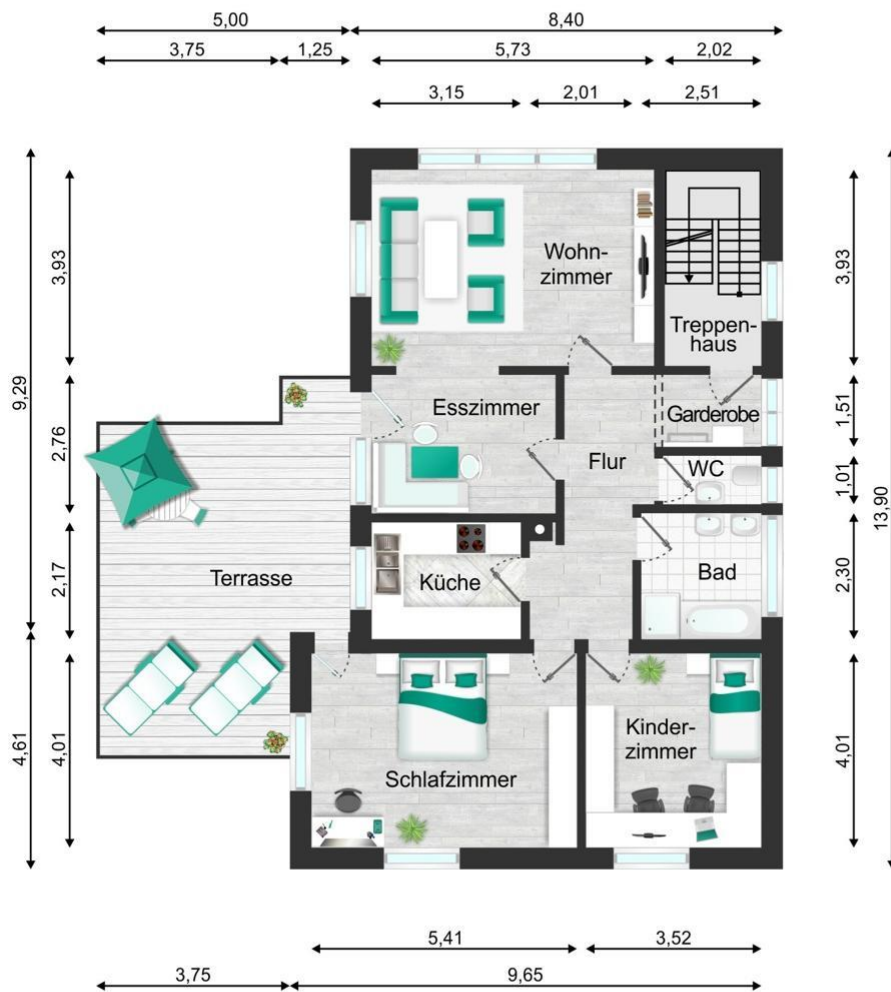 5,00
8,40
3,75
1,25
5,73
2,02
3,15
2,01
2,51
9,29
3,93
Wohn-
zimmer
3,93
Treppen-
haus
2,76
Esszimmer
Garderobe
1,51
Flur
WC
1,01
13,90
2,17
Terrasse
Küche
Bad
2,30
4,61
4,01
Schlafzimmer
Kinder-
zimmer
4,01
5,41
3,52
3,75
9,65